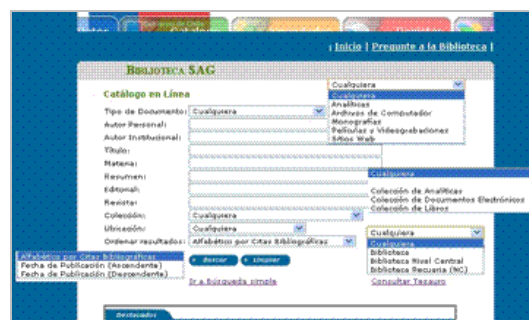 | Inicio | Pregunte a la Biblioteca |
BIBLIOTECA SAG
Catálogo en Línea
Tipo de Documento: Cualquiera
Cualquiera
Cualquiera
Analíticas
Archivos de Computador
Monografías
Películas y Videograbaciones
Sitios Web
Autor Personal:
Autor Institucional:
Título:
Materia:
Resumen:
Editorial:
Revista:
Cualquiera
Colección de Analíticas
Colección de Documentos Electrónicos
Colección de Libros
Colección: Cualquiera
Ubicación: Cualquiera
Cualquiera
Cualquiera
Biblioteca
Biblioteca Nivel Central
Biblioteca Pecuaria (NC)
Ordenar resultados: Alfabético por Citas Bibliográficas
Alfabético por Citas Bibliográficas
Fecha de Publicación (Ascendente)
Fecha de Publicación (Descendente)
Buscar Limpiar
Ir a Búsqueda simple Consultar Tesauro
Destacados